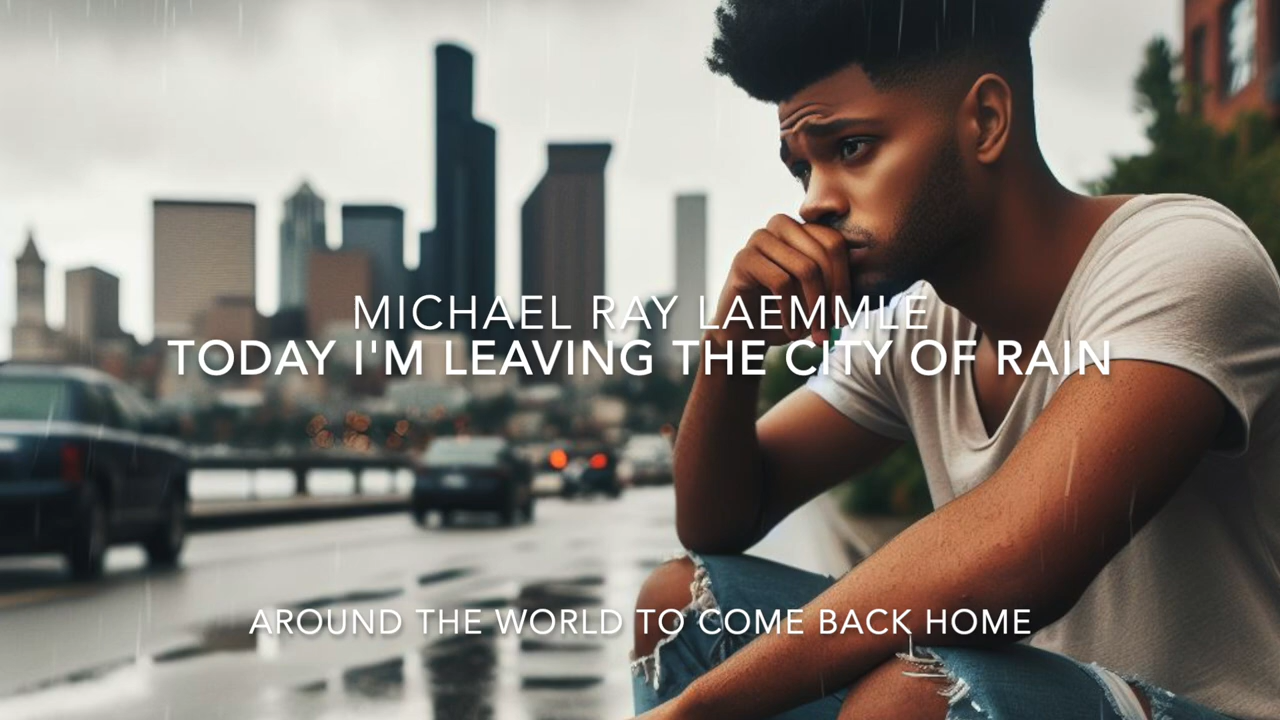 MICHAEL RAY LAEMMLE
TODAY I'M LEAVING THE CITY OF RAIN
AROUND THE WORLD TO COME BACK HOME